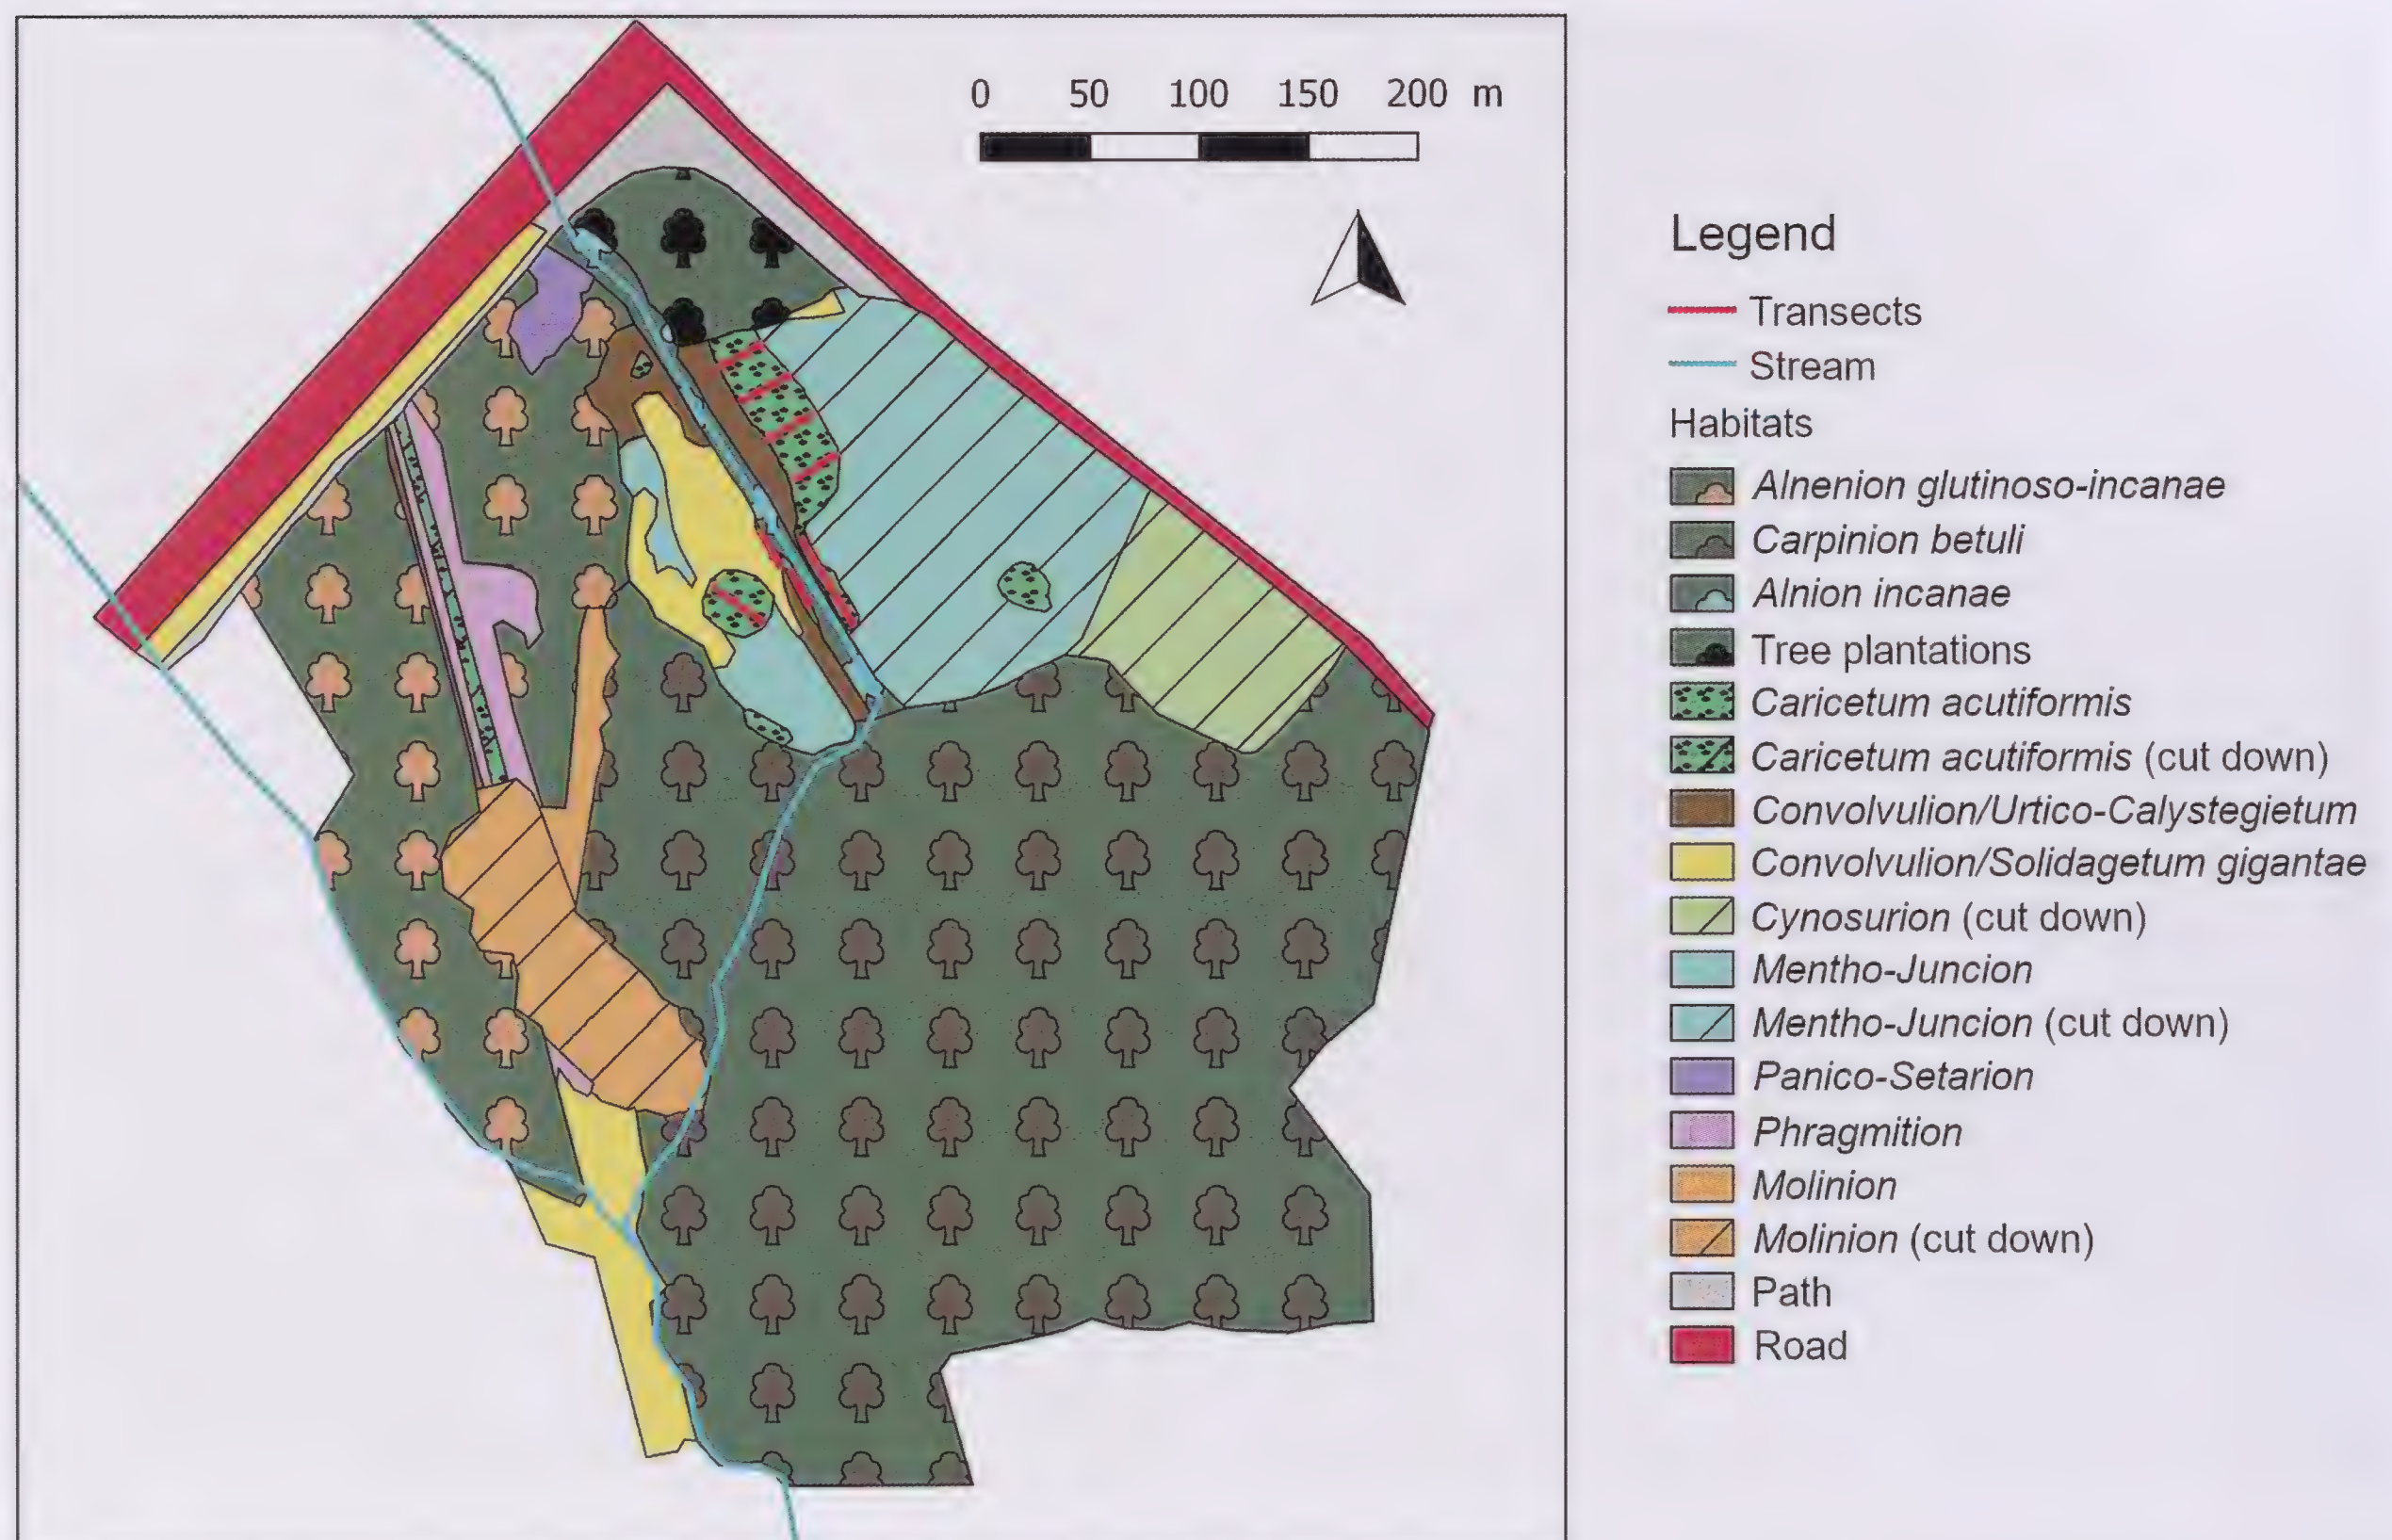 0 50 100 150 200 m
Legend
Transects
Stream
Habitats
Alnenion glutinoso-incanae
Carpinion betuli
Alnion incanae
Tree plantations
Caricetum acutiformis
Caricetum acutiformis (cut down)
Convolvulion/Urtico-Calystegietum
Convolvulion/Solidagetum gigantae
Cynosurion (cut down)
Mentho-Juncion
Mentho-Juncion (cut down)
Panico-Setarion
Phragmition
Molinion
Molinion (cut down)
Path
Road